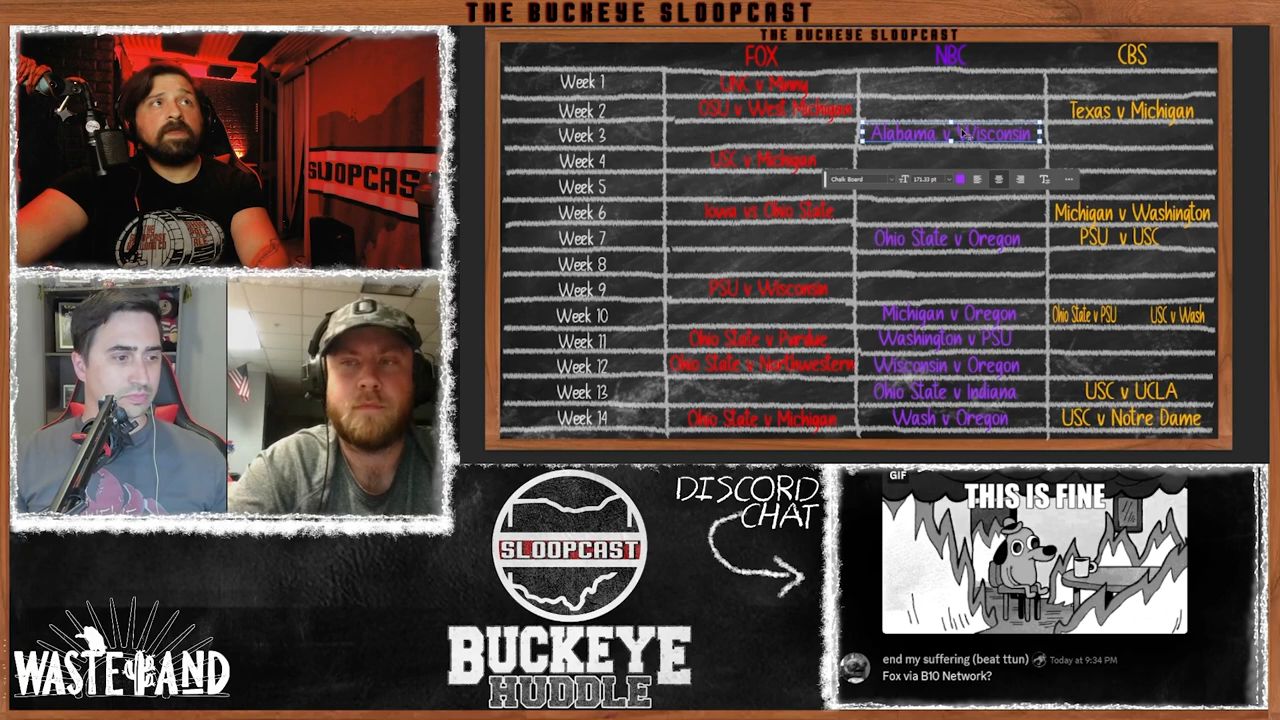 THE BUCKEYE SLOOPCAST
THE BUCKEYE SLOOPCAST
FOX NBC CBS
Week 1 UNC v Minny
Week 2 OSU v West Michigan Texas v Michigan
Week 3 Alabama v Wisconsin
Week 4 USC v Michigan
Week 5
Chalk Board 171.33 pt
Week 6 Iowa vs Ohio State Michigan v Washington
Week 7 Ohio State v Oregon PSU v USC
Week 8
Week 9 PSU v Wisconsin
Week 10 Michigan v Oregon Ohio State v PSU USC v Wash
Week 11 Ohio State v Purdue Washington v PSU
Week 12 Ohio State v Northwestern Wisconsin v Oregon
Week 13 Ohio State v Indiana USC v UCLA
Week 14 Ohio State v Michigan Wash v Oregon USC v Notre Dame
SLOOPCAS
DISCORD
CHAT
SLOOPCAST
BUCKEYE
HUDDLE
WASTELAND
GIF
THIS IS FINE
end my suffering (beat ttun) Today at 9:34 PM
Fox via B10 Network?